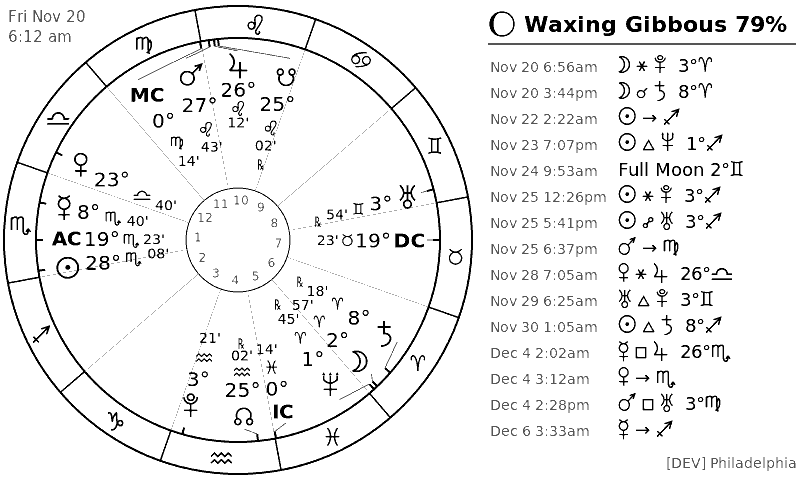 Fri Nov 20
6:12 am
Waxing Gibbous 79%
Nov 20 6:56am ☽ ⚹ ⯓ 3°♈
Nov 20 3:44pm ☽ ☌ ♄ 8°♈
Nov 22 2:22am ☉ → ♐
Nov 23 7:07pm ☉ △ ♆ 1°♐
Nov 24 9:53am Full Moon 2°♊
Nov 25 12:26pm ☉ ⚹ ⯓ 3°♐
Nov 25 5:41pm ☉ ☍ ♅ 3°♐
Nov 25 6:37pm ♂ → ♍
Nov 28 7:05am ♀ ⚹ ♃ 26°♎
Nov 29 6:25am ♅ △ ⯓ 3°♊
Nov 30 1:05am ☉ △ ♄ 8°♐
Dec 4 2:02am ☿ □ ♃ 26°♏
Dec 4 3:12am ♀ → ♏
Dec 4 2:28pm ♂ □ ♅ 3°♍
Dec 6 3:33am ☿ → ♐
[DEV] Philadelphia
♌
♍
♋
♎
♊
♏
♉
♐
♈
♑
♒
♓
MC 0° ♍ 14'
♂ 27° ♌ 43'
♃ 26° ♌ 12'
☋ 25° ♌ 02' ℞
♀ 23° ♎ 40'
☿ 8° ♏ 40'
AC 19° ♏ 23'
☉ 28° ♏ 08'
℞ 54' ♊ 3° ♅
23' ♉ 19° DC
℞ 18' ♈ 8° ♄
℞ 57' ♈ 2° ☽
45' ♈ 1° ♆
21' ♒ 3° ⯓
℞ 02' ♒ 25° ☊
14' ♓ 0° IC
11 10 9
12 8
1 7
2 6
3 4 5